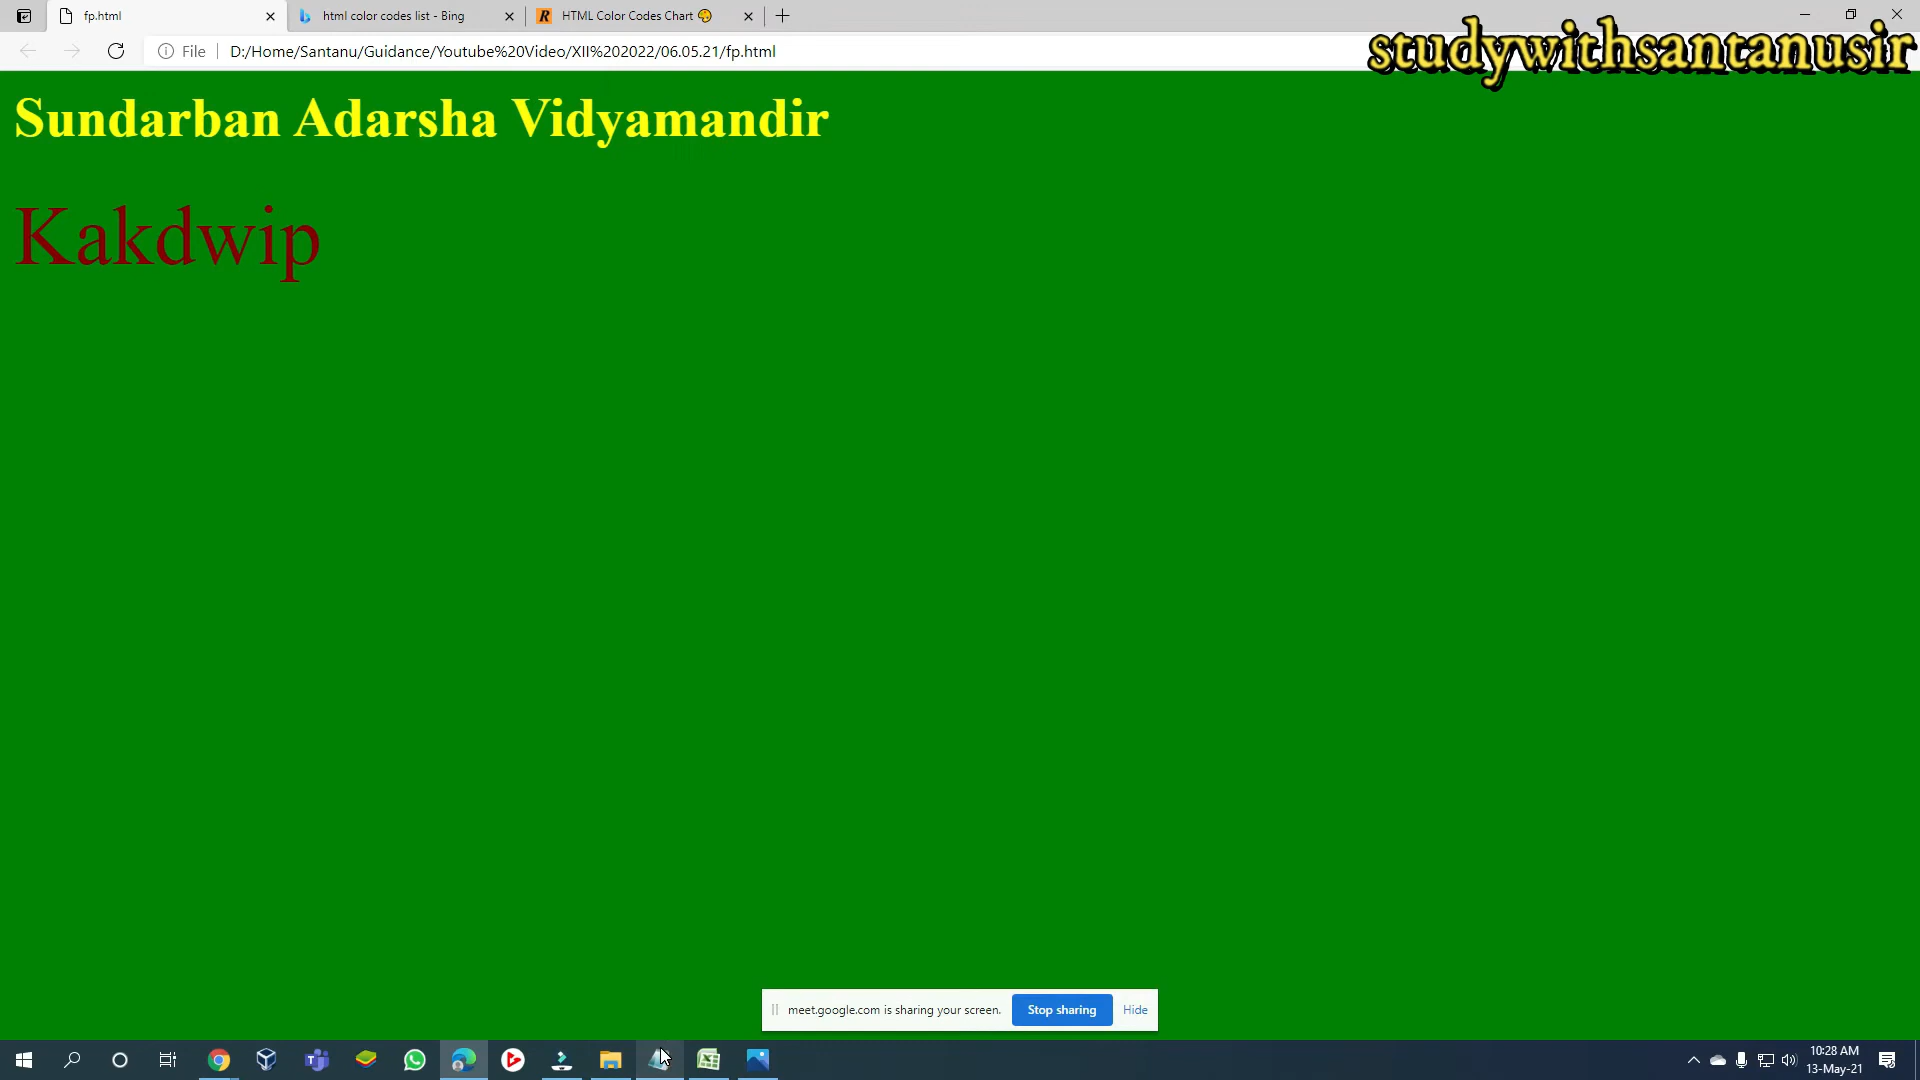 fp.html
html color codes list - Bing
HTML Color Codes Chart
File
D:/Home/Santanu/Guidance/Youtube%20Video/XII%202022/06.05.21/fp.html
studywithsantanusir
Sundarban Adarsha Vidyamandir
Kakdwip
meet.google.com is sharing your screen.
Stop sharing
Hide
10:28 AM
13-May-21